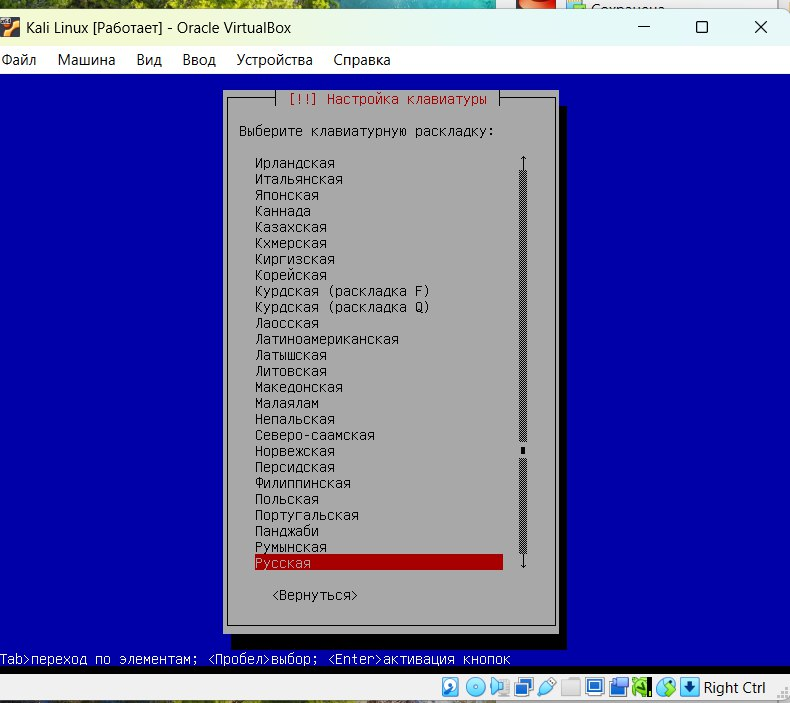 Сохранена
Kali Linux [Работает] - Oracle VirtualBox
Файл Машина Вид Ввод Устройства Справка
[!!] Настройка клавиатуры
Выберите клавиатурную раскладку:
Ирландская
Итальянская
Японская
Каннада
Казахская
Кхмерская
Киргизская
Корейская
Курдская (раскладка F)
Курдская (раскладка Q)
Лаосская
Латиноамериканская
Латышская
Литовская
Македонская
Малаялам
Непальская
Северо-саамская
Норвежская
Персидская
Филиппинская
Польская
Португальская
Панджаби
Румынская
Русская
<Вернуться>
Tab>переход по элементам; <Пробел>выбор; <Enter>активация кнопок
Right Ctrl